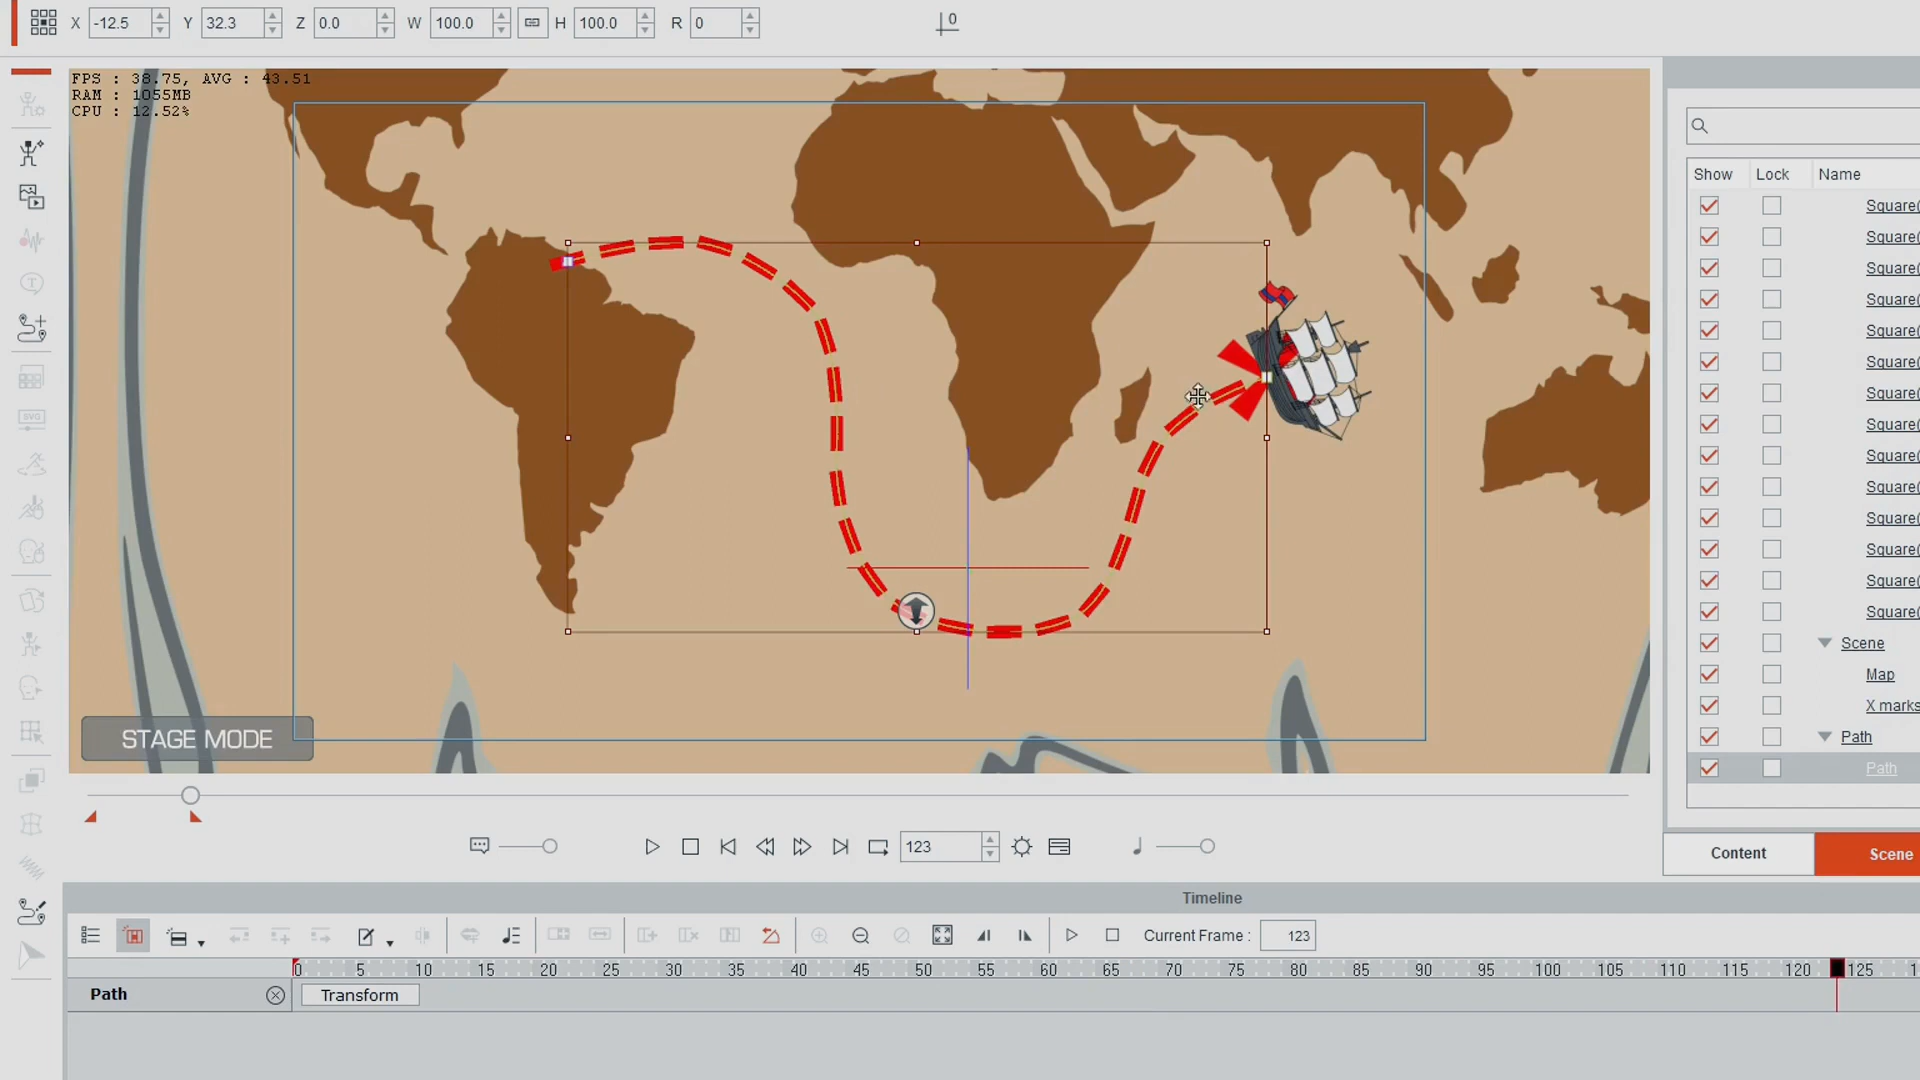 X -12.5 Y 32.3 Z 0.0 W 100.0 H 100.0 R 0 0
FPS : 38.75, AVG : 43.51
RAM : 1055MB
CPU : 12.52%
Show Lock Name
Square(
Square(
Square(
Square(
Square(
Square(
Square(
Square(
Square(
Square(
Square(
Square(
Square(
Square(
Scene
Map
X marks
Path
Path
STAGE MODE
123
Content Scene
Timeline
Current Frame : 123
0 5 10 15 20 25 30 35 40 45 50 55 60 65 70 75 80 85 90 95 100 105 110 115 120 125 1
Path Transform
SVG
T